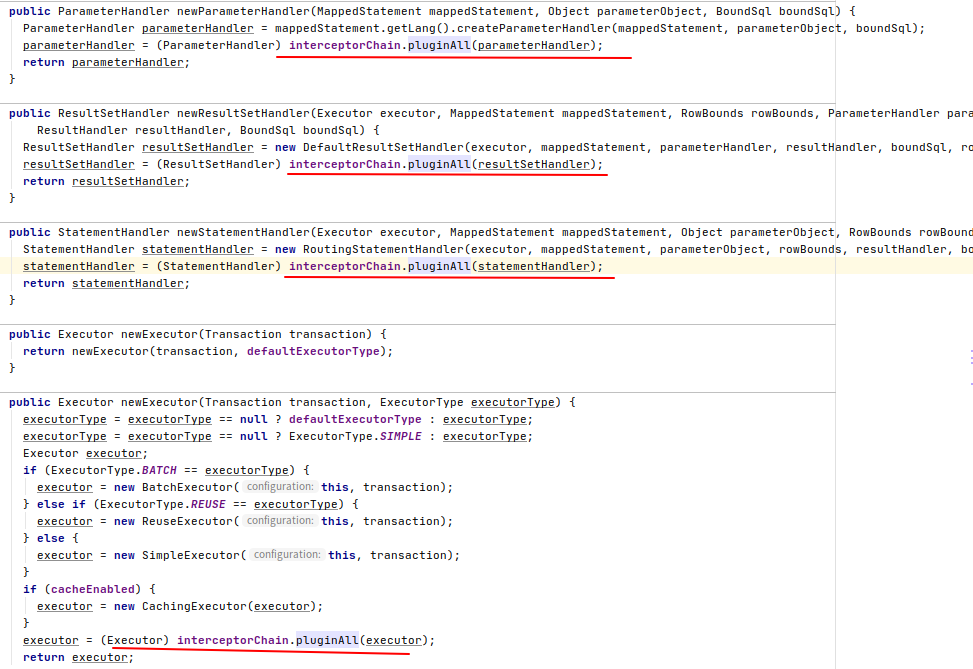 public ParameterHandler newParameterHandler(MappedStatement mappedStatement, Object parameterObject, BoundSql boundSql) {
ParameterHandler parameterHandler = mappedStatement.getLang().createParameterHandler(mappedStatement, parameterObject, boundSql);
parameterHandler = (ParameterHandler) interceptorChain.pluginAll(parameterHandler);
return parameterHandler;
}
public ResultSetHandler newResultSetHandler(Executor executor, MappedStatement mappedStatement, RowBounds rowBounds, ParameterHandler para
ResultHandler resultHandler, BoundSql boundSql) {
ResultSetHandler resultSetHandler = new DefaultResultSetHandler(executor, mappedStatement, parameterHandler, resultHandler, boundSql, ro
resultSetHandler = (ResultSetHandler) interceptorChain.pluginAll(resultSetHandler);
return resultSetHandler;
}
public StatementHandler newStatementHandler(Executor executor, MappedStatement mappedStatement, Object parameterObject, RowBounds rowBound
StatementHandler statementHandler = new RoutingStatementHandler(executor, mappedStatement, parameterObject, rowBounds, resultHandler, bo
statementHandler = (StatementHandler) interceptorChain.pluginAll(statementHandler);
return statementHandler;
}
public Executor newExecutor(Transaction transaction) {
return newExecutor(transaction, defaultExecutorType);
}
public Executor newExecutor(Transaction transaction, ExecutorType executorType) {
executorType = executorType == null ? defaultExecutorType : executorType;
executorType = executorType == null ? ExecutorType.SIMPLE : executorType;
Executor executor;
if (ExecutorType.BATCH == executorType) {
executor = new BatchExecutor( configuration: this, transaction);
} else if (ExecutorType.REUSE == executorType) {
executor = new ReuseExecutor( configuration: this, transaction);
} else {
executor = new SimpleExecutor( configuration: this, transaction);
}
if (cacheEnabled) {
executor = new CachingExecutor(executor);
}
executor = (Executor) interceptorChain.pluginAll(executor);
return executor;